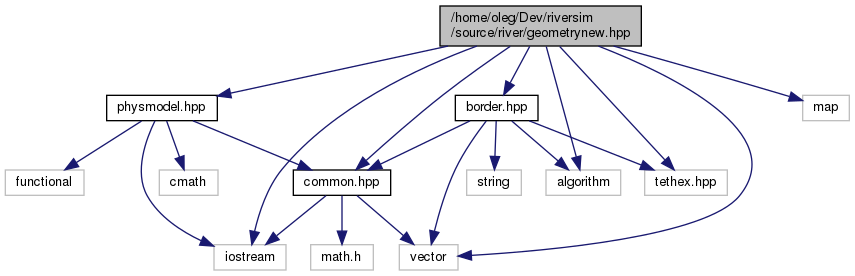 /home/oleg/Dev/riversim
/source/river/geometrynew.hpp
physmodel.hpp
border.hpp
map
functional
cmath
common.hpp
string
algorithm
tethex.hpp
iostream
math.h
vector